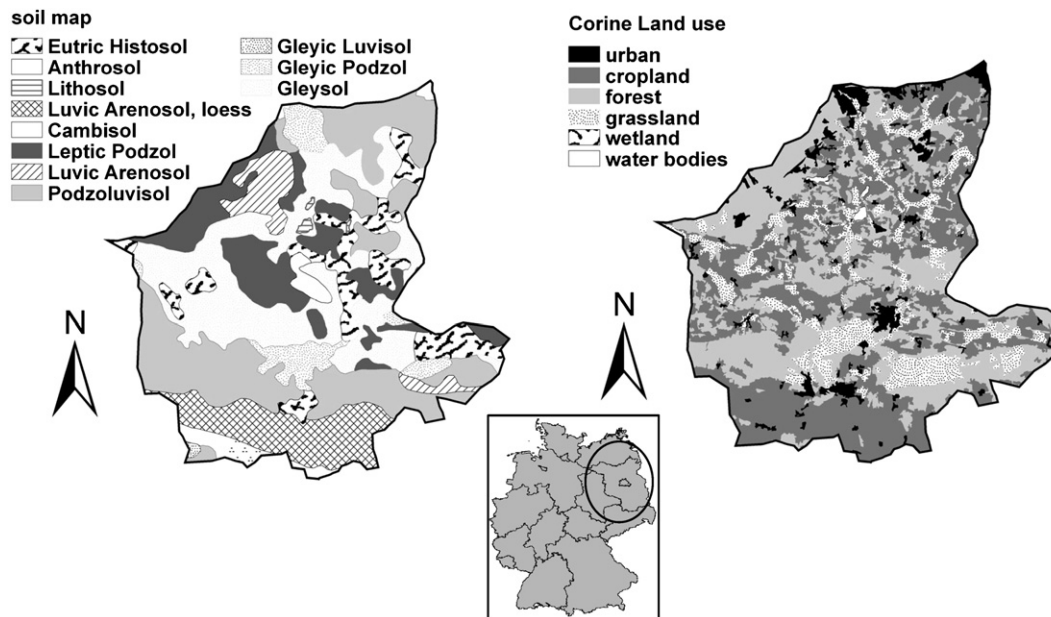 soil map
Eutric Histosol
Anthrosol
Lithosol
Luvic Arenosol, loess
Cambisol
Leptic Podzol
Luvic Arenosol
Podzoluvisol
Gleyic Luvisol
Gleyic Podzol
Gleysol
N
Corine Land use
urban
cropland
forest
grassland
wetland
water bodies
N